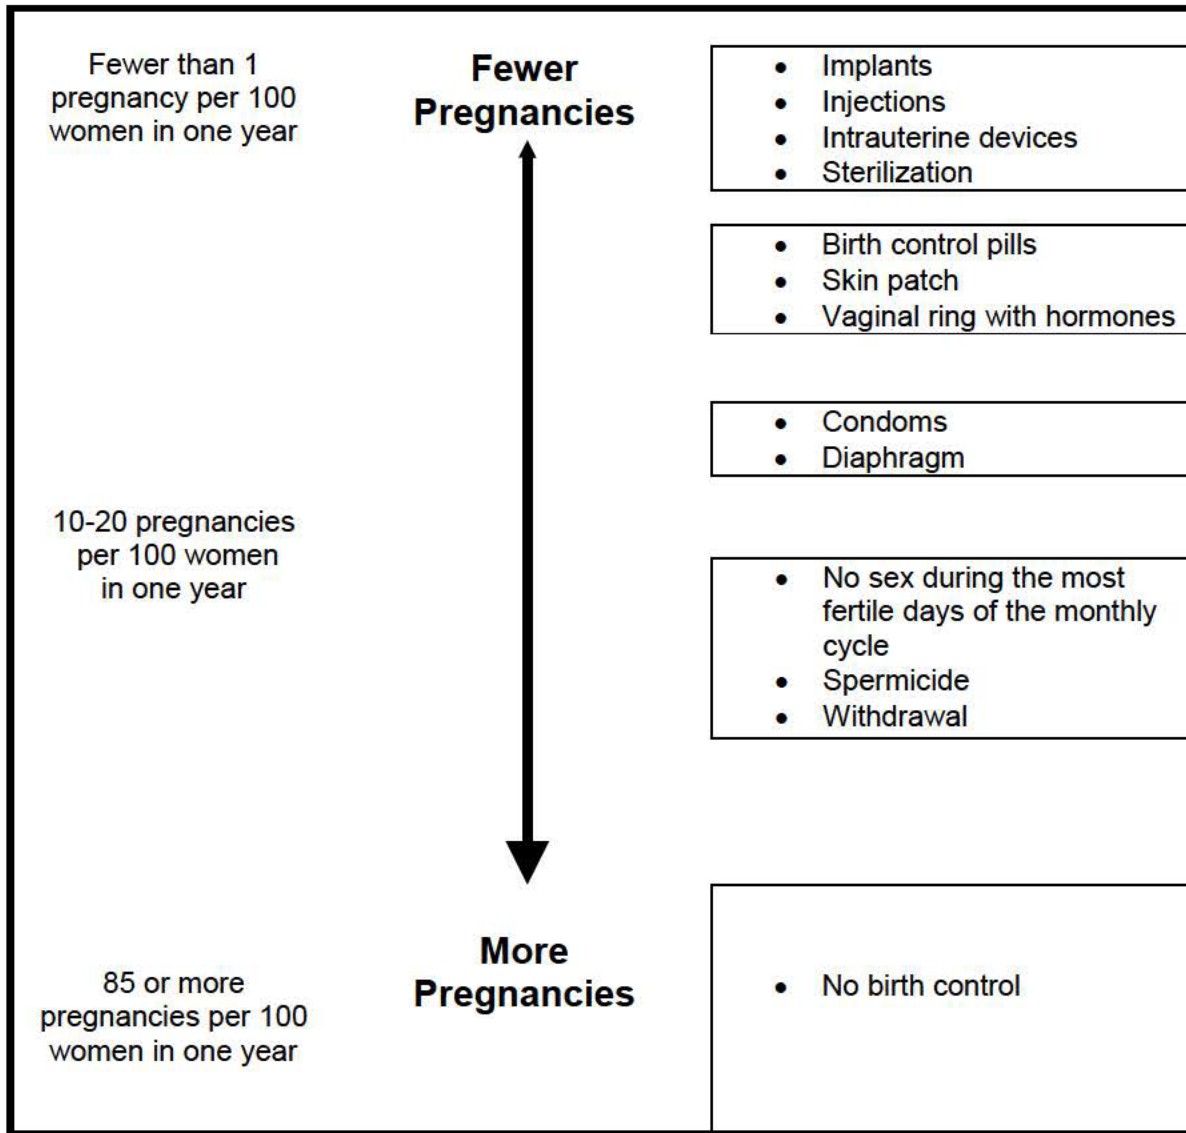 Fewer than 1
pregnancy per 100
women in one year
Fewer
Pregnancies
• Implants
• Injections
• Intrauterine devices
• Sterilization
• Birth control pills
• Skin patch
• Vaginal ring with hormones
• Condoms
• Diaphragm
10-20 pregnancies
per 100 women
in one year
• No sex during the most
fertile days of the monthly
cycle
• Spermicide
• Withdrawal
More
Pregnancies
85 or more
pregnancies per 100
women in one year
• No birth control